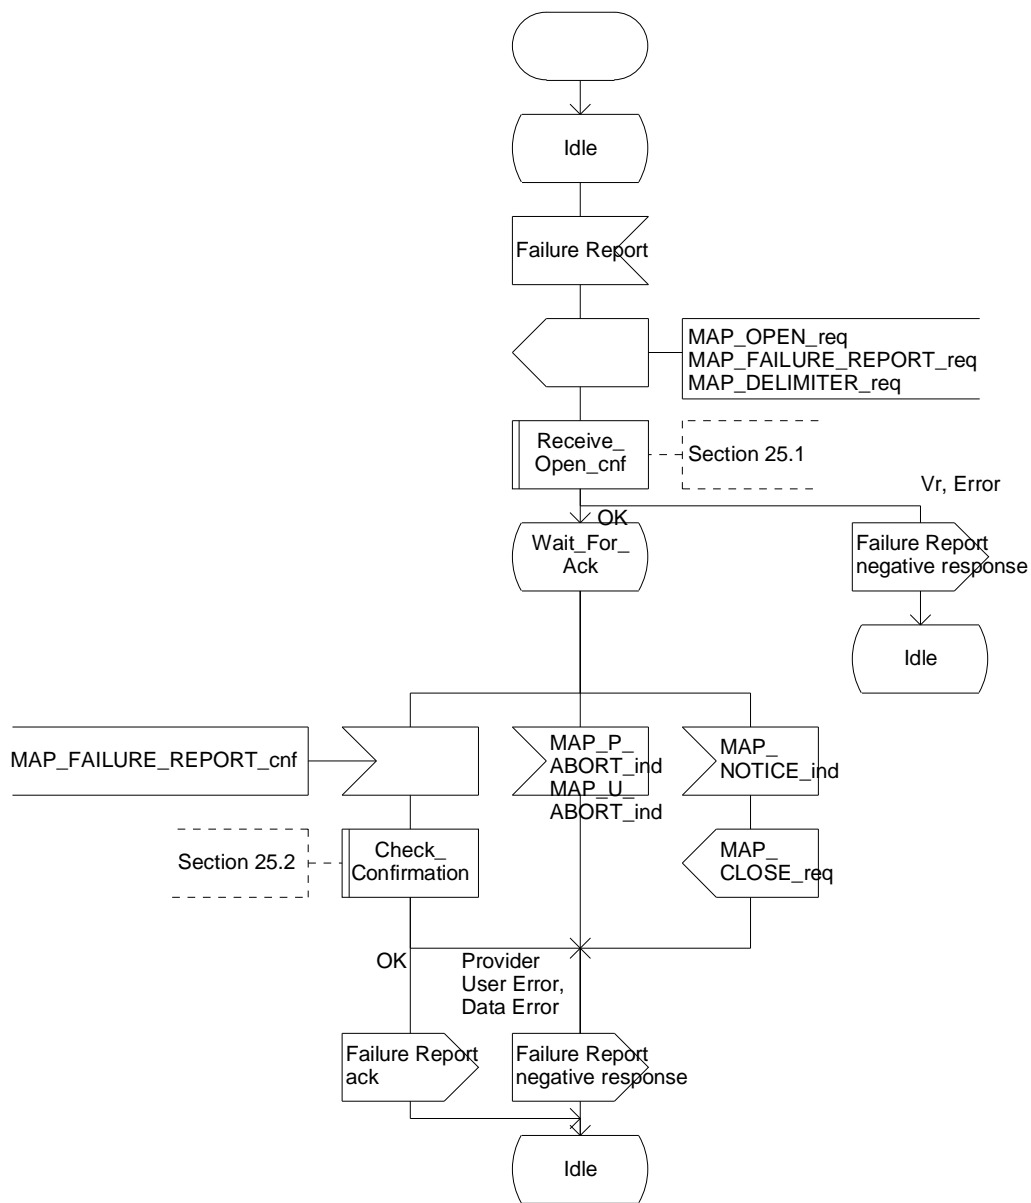 Idle
Failure Report
MAP_OPEN_req
MAP_FAILURE_REPORT_req
MAP_DELIMITER_req
Receive_
Open_cnf
Section 25.1
Vr, Error
OK
Wait_For_
Ack
Failure Report
negative response
Idle
MAP_FAILURE_REPORT_cnf
MAP_P_
ABORT_ind
MAP_U_
ABORT_ind
MAP_
NOTICE_ind
Section 25.2
Check_
Confirmation
MAP_
CLOSE_req
OK
Provider
User Error,
Data Error
Failure Report
ack
Failure Report
negative response
Idle